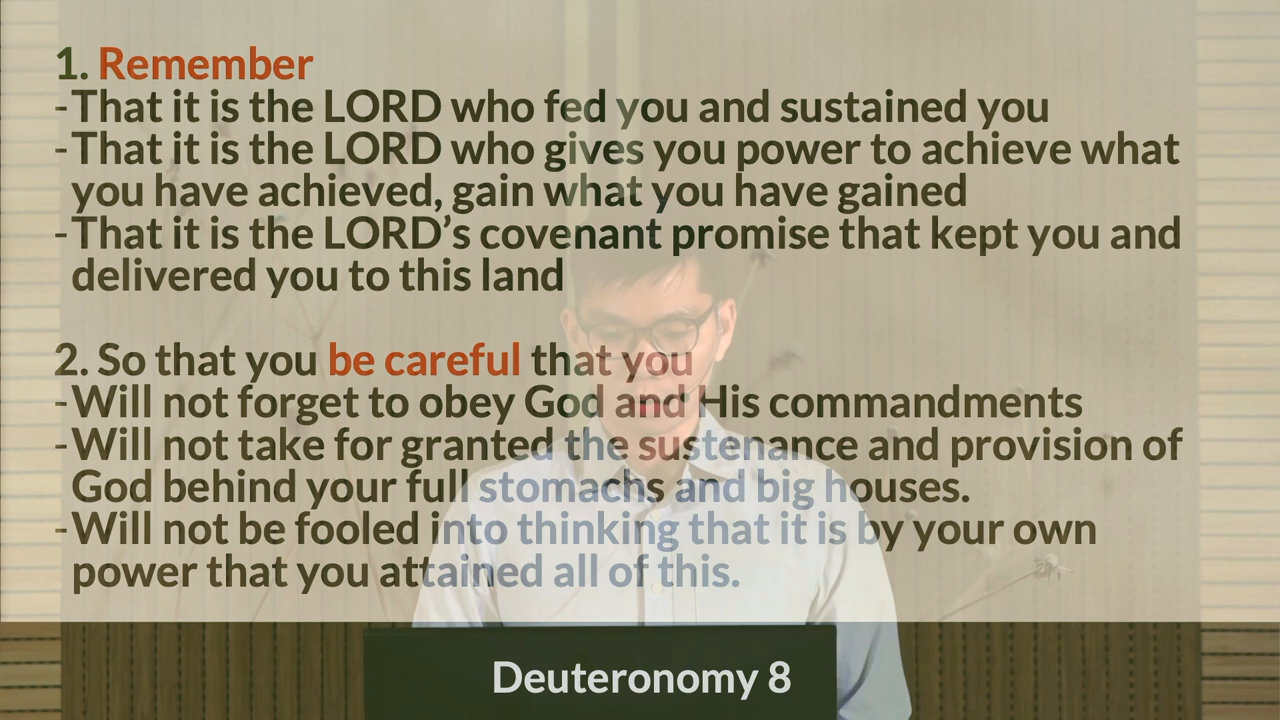 1. Remember
- That it is the LORD who fed you and sustained you
- That it is the LORD who gives you power to achieve what
you have achieved, gain what you have gained
- That it is the LORD’s covenant promise that kept you and
delivered you to this land
2. So that you be careful that you
- Will not forget to obey God and His commandments
- Will not take for granted the sustenance and provision of
God behind your full stomachs and big houses.
- Will not be fooled into thinking that it is by your own
power that you attained all of this.
Deuteronomy 8